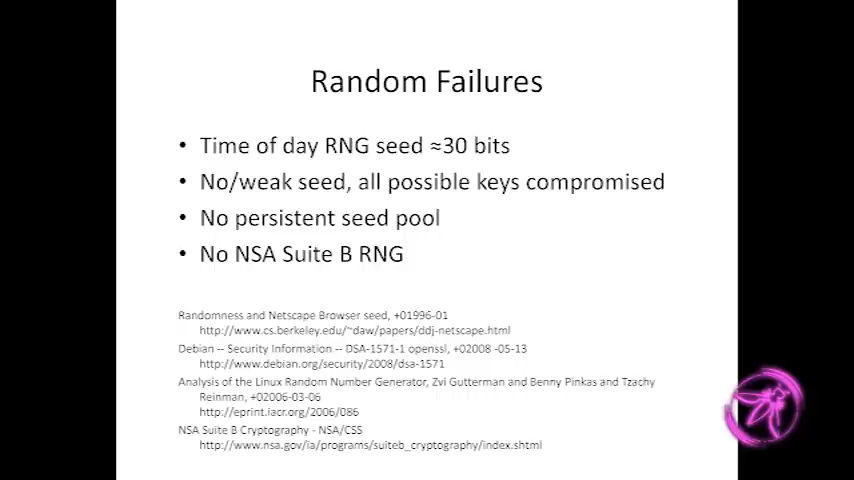 Random Failures
• Time of day RNG seed ≈30 bits
• No/weak seed, all possible keys compromised
• No persistent seed pool
• No NSA Suite B RNG
Randomness and Netscape Browser seed, +01996-01
http://www.cs.berkeley.edu/~daw/papers/ddj-netscape.html
Debian -- Security Information -- DSA-1571-1 openssl, +02008 -05-13
http://www.debian.org/security/2008/dsa-1571
Analysis of the Linux Random Number Generator, Zvi Gutterman and Benny Pinkas and Tzachy
Reinman, +02006-03-06
http://eprint.iacr.org/2006/086
NSA Suite B Cryptography - NSA/CSS
http://www.nsa.gov/ia/programs/suiteb_cryptography/index.shtml